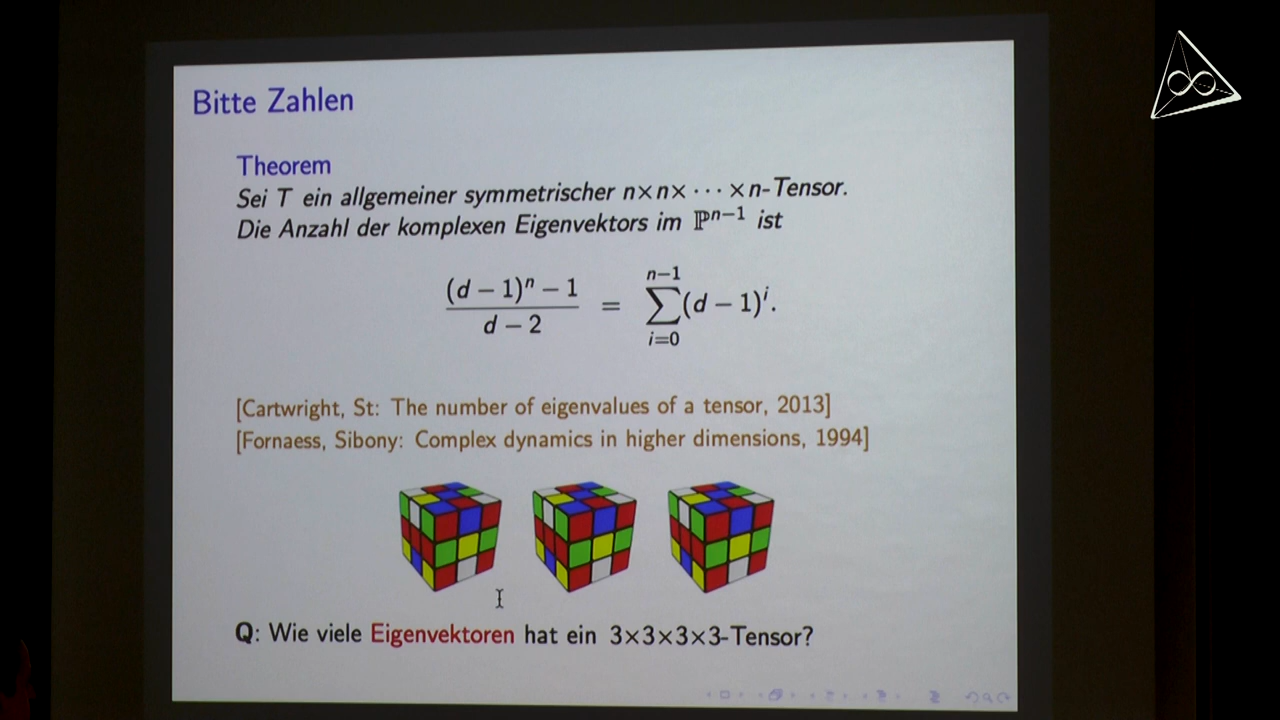 Bitte Zahlen
Theorem
Sei T ein allgemeiner symmetrischer n×n× ··· ×n-Tensor.
Die Anzahl der komplexen Eigenvektors im ℙⁿ⁻¹ ist
((d − 1)ⁿ − 1)/(d − 2) = ∑_{i=0}^{n−1} (d − 1)ⁱ.
[Cartwright, St: The number of eigenvalues of a tensor, 2013]
[Fornaess, Sibony: Complex dynamics in higher dimensions, 1994]
Q: Wie viele Eigenvektoren hat ein 3×3×3×3-Tensor?